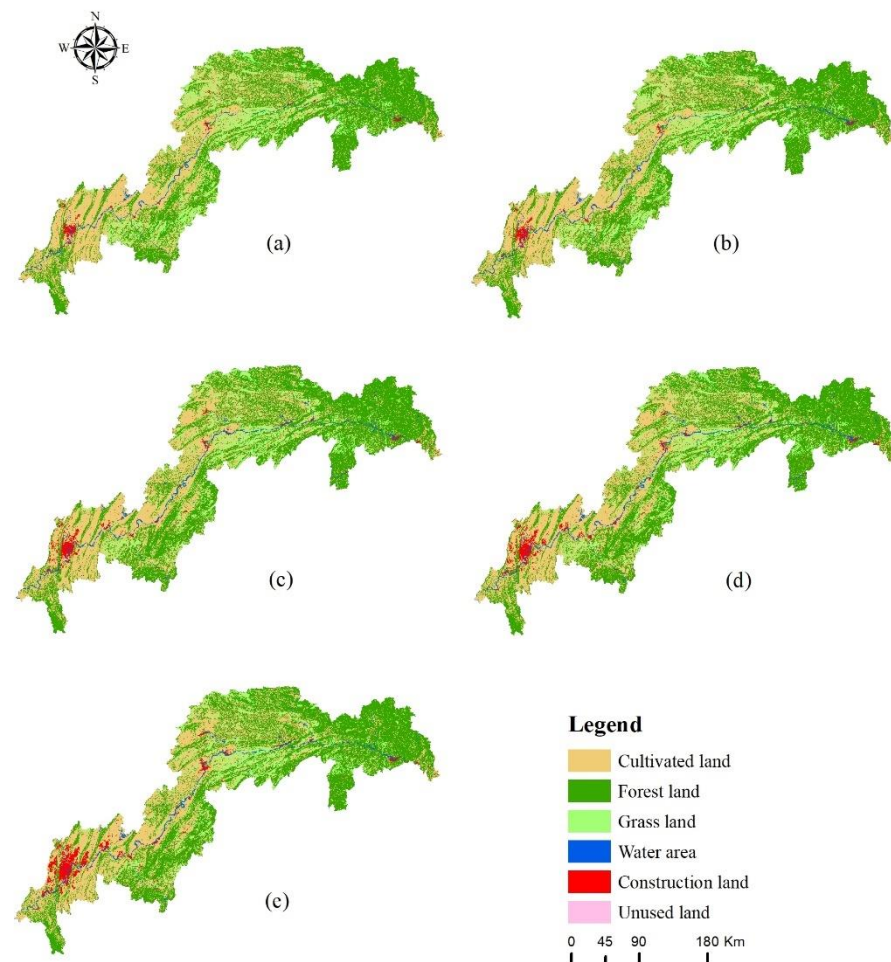 N
W E
S
(a)
(b)
(c)
(d)
(e)
Legend
Cultivated land
Forest land
Grass land
Water area
Construction land
Unused land
0 45 90 180 Km